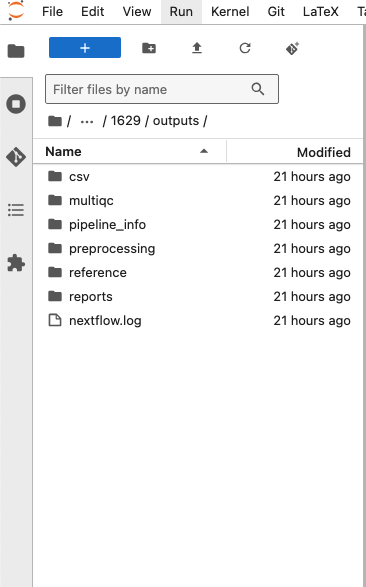 File Edit View Run Kernel Git LaTeX
+
Filter files by name
/ ··· / 1629 / outputs /
Name Modified
csv 21 hours ago
multiqc 21 hours ago
pipeline_info 21 hours ago
preprocessing 21 hours ago
reference 21 hours ago
reports 21 hours ago
nextflow.log 21 hours ago